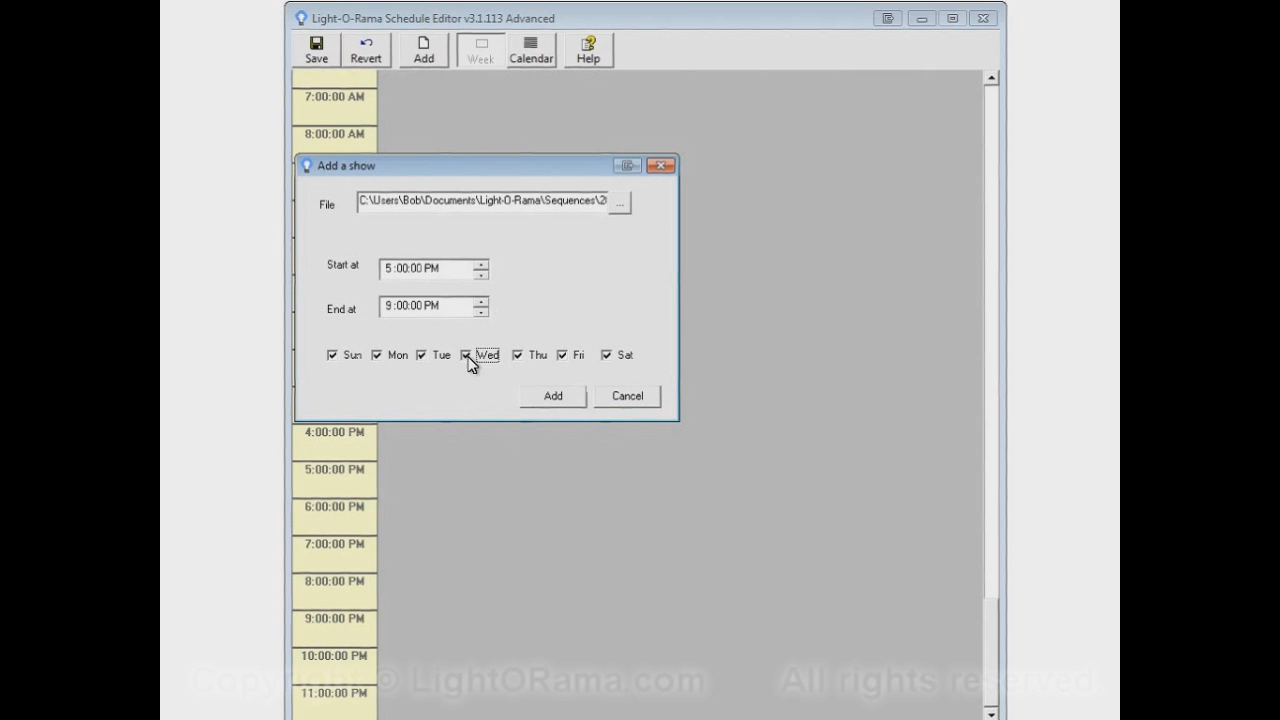 Light-O-Rama Schedule Editor v3.1.113 Advanced
Save Revert Add Week Calendar Help
7:00:00 AM
8:00:00 AM
Add a show
File C:\Users\Bob\Documents\Light-O-Rama\Sequences\2 ...
Start at 5:00:00 PM
End at 9:00:00 PM
Sun Mon Tue Wed Thu Fri Sat
Add Cancel
4:00:00 PM
5:00:00 PM
6:00:00 PM
7:00:00 PM
8:00:00 PM
9:00:00 PM
10:00:00 PM
Copyright © LightORama.com All rights reserved.
11:00:00 PM